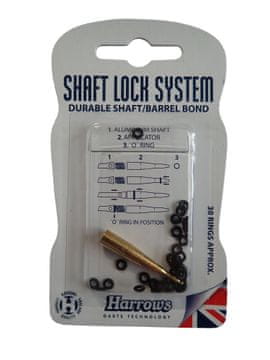 SHAFT LOCK SYSTEM
DURABLE SHAFT/BARREL BOND
1. ALUMINIUM SHAFT
2. APPLICATOR
3. O RING
1 2 3
O RING IN POSITION
38 RINGS APPROX.
Harrows
DARTS TECHNOLOGY